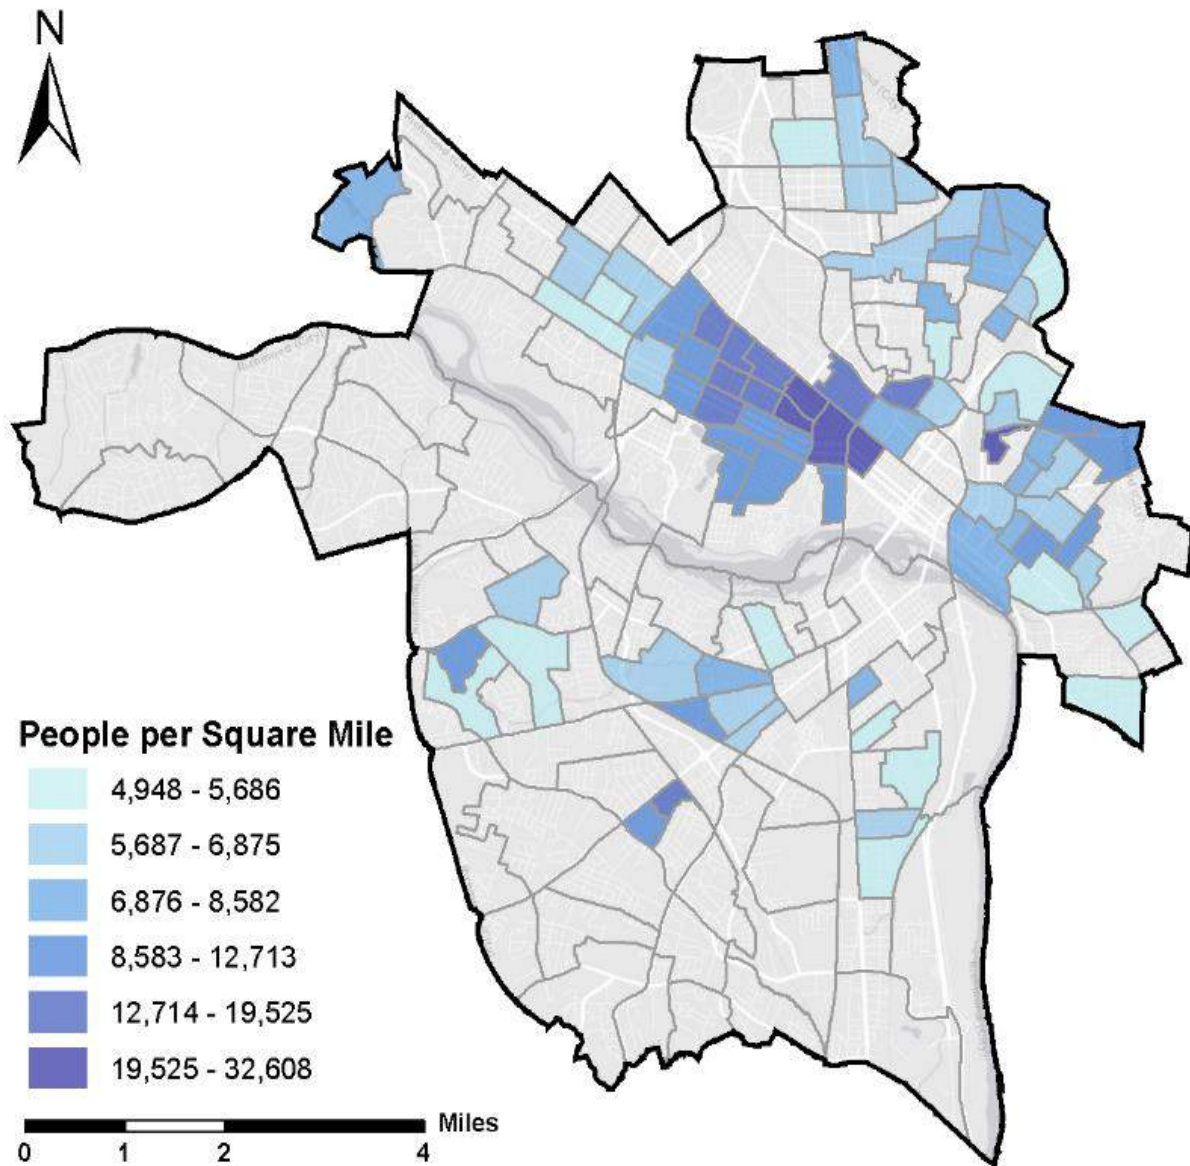 N
People per Square Mile
4,948 - 5,686
5,687 - 6,875
6,876 - 8,582
8,583 - 12,713
12,714 - 19,525
19,525 - 32,608
Miles
0 1 2 4